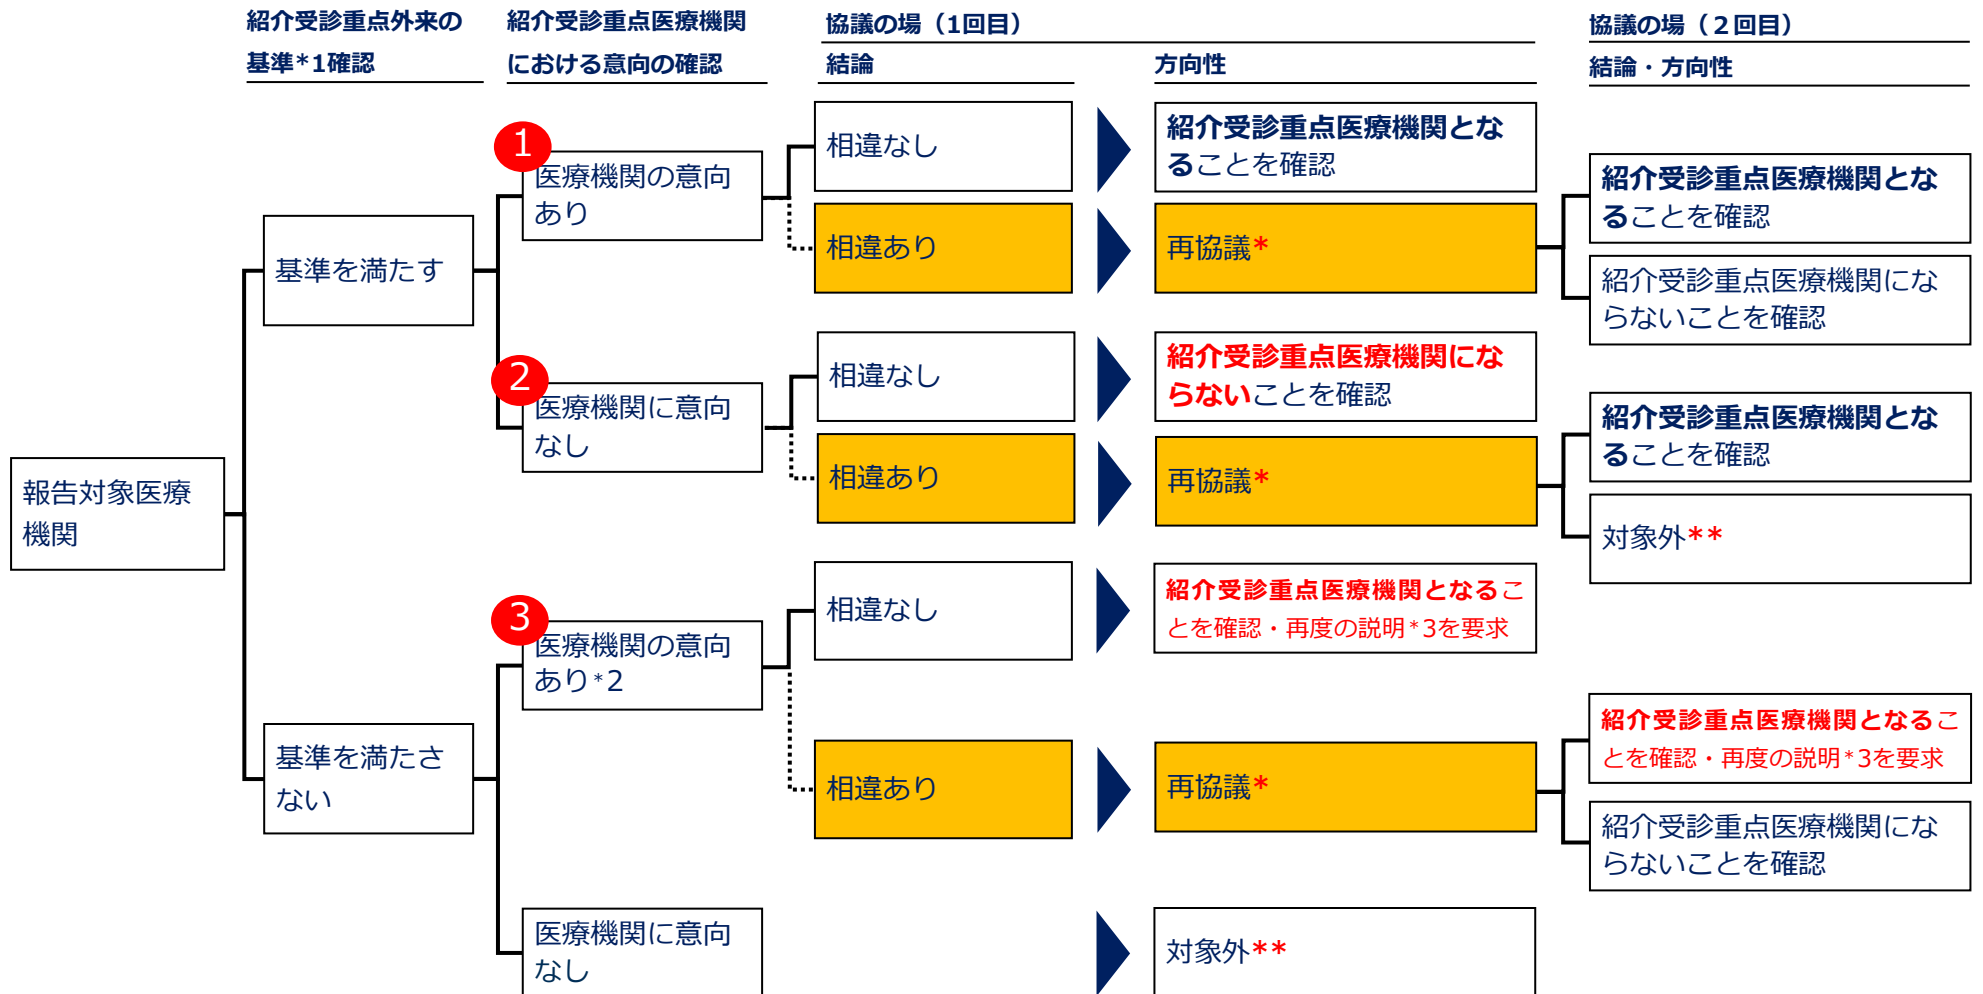 紹介受診重点外来の
基準*1確認
紹介受診重点医療機関
における意向の確認
協議の場（1回目）
結論
方向性
協議の場（２回目）
結論・方向性
報告対象医療
機関
基準を満たす
1
医療機関の意向
あり
相違なし
紹介受診重点医療機関とな
ることを確認
相違あり
再協議*
紹介受診重点医療機関とな
ることを確認
紹介受診重点医療機関にな
らないことを確認
2
医療機関に意向
なし
相違なし
紹介受診重点医療機関にな
らないことを確認
相違あり
再協議*
紹介受診重点医療機関とな
ることを確認
対象外**
基準を満たさ
ない
3
医療機関の意向
あり*2
相違なし
紹介受診重点医療機関となるこ
とを確認・再度の説明*3を要求
相違あり
再協議*
紹介受診重点医療機関となるこ
とを確認・再度の説明*3を要求
紹介受診重点医療機関にな
らないことを確認
医療機関に意向
なし
対象外**